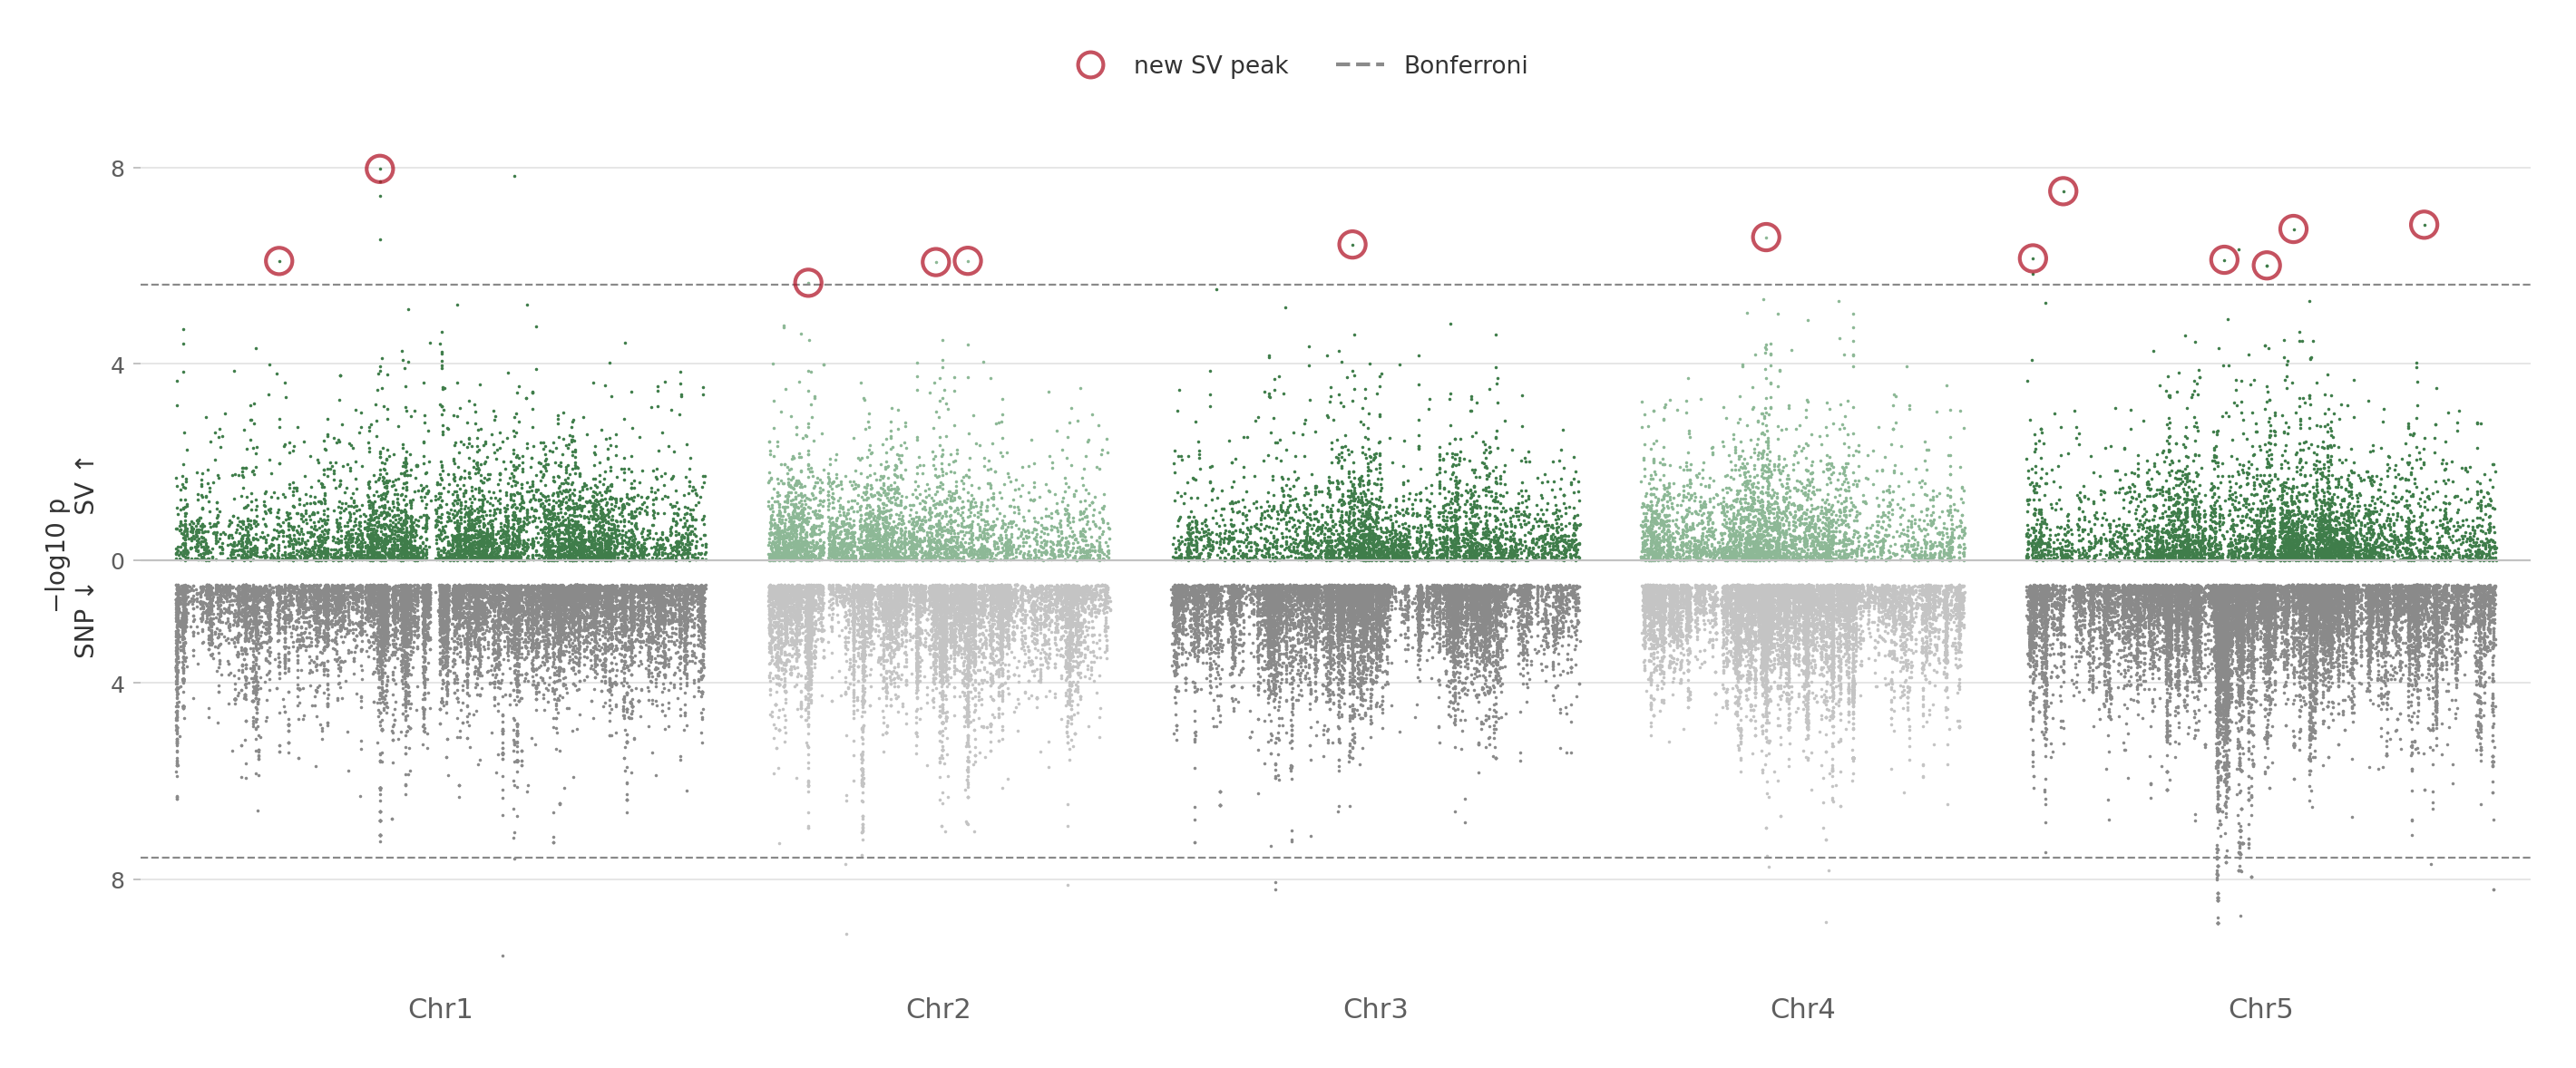 new SV peak
Bonferroni
8
4
0
4
8
−log10 p
SNP ↓ SV ↑
Chr1
Chr2
Chr3
Chr4
Chr5